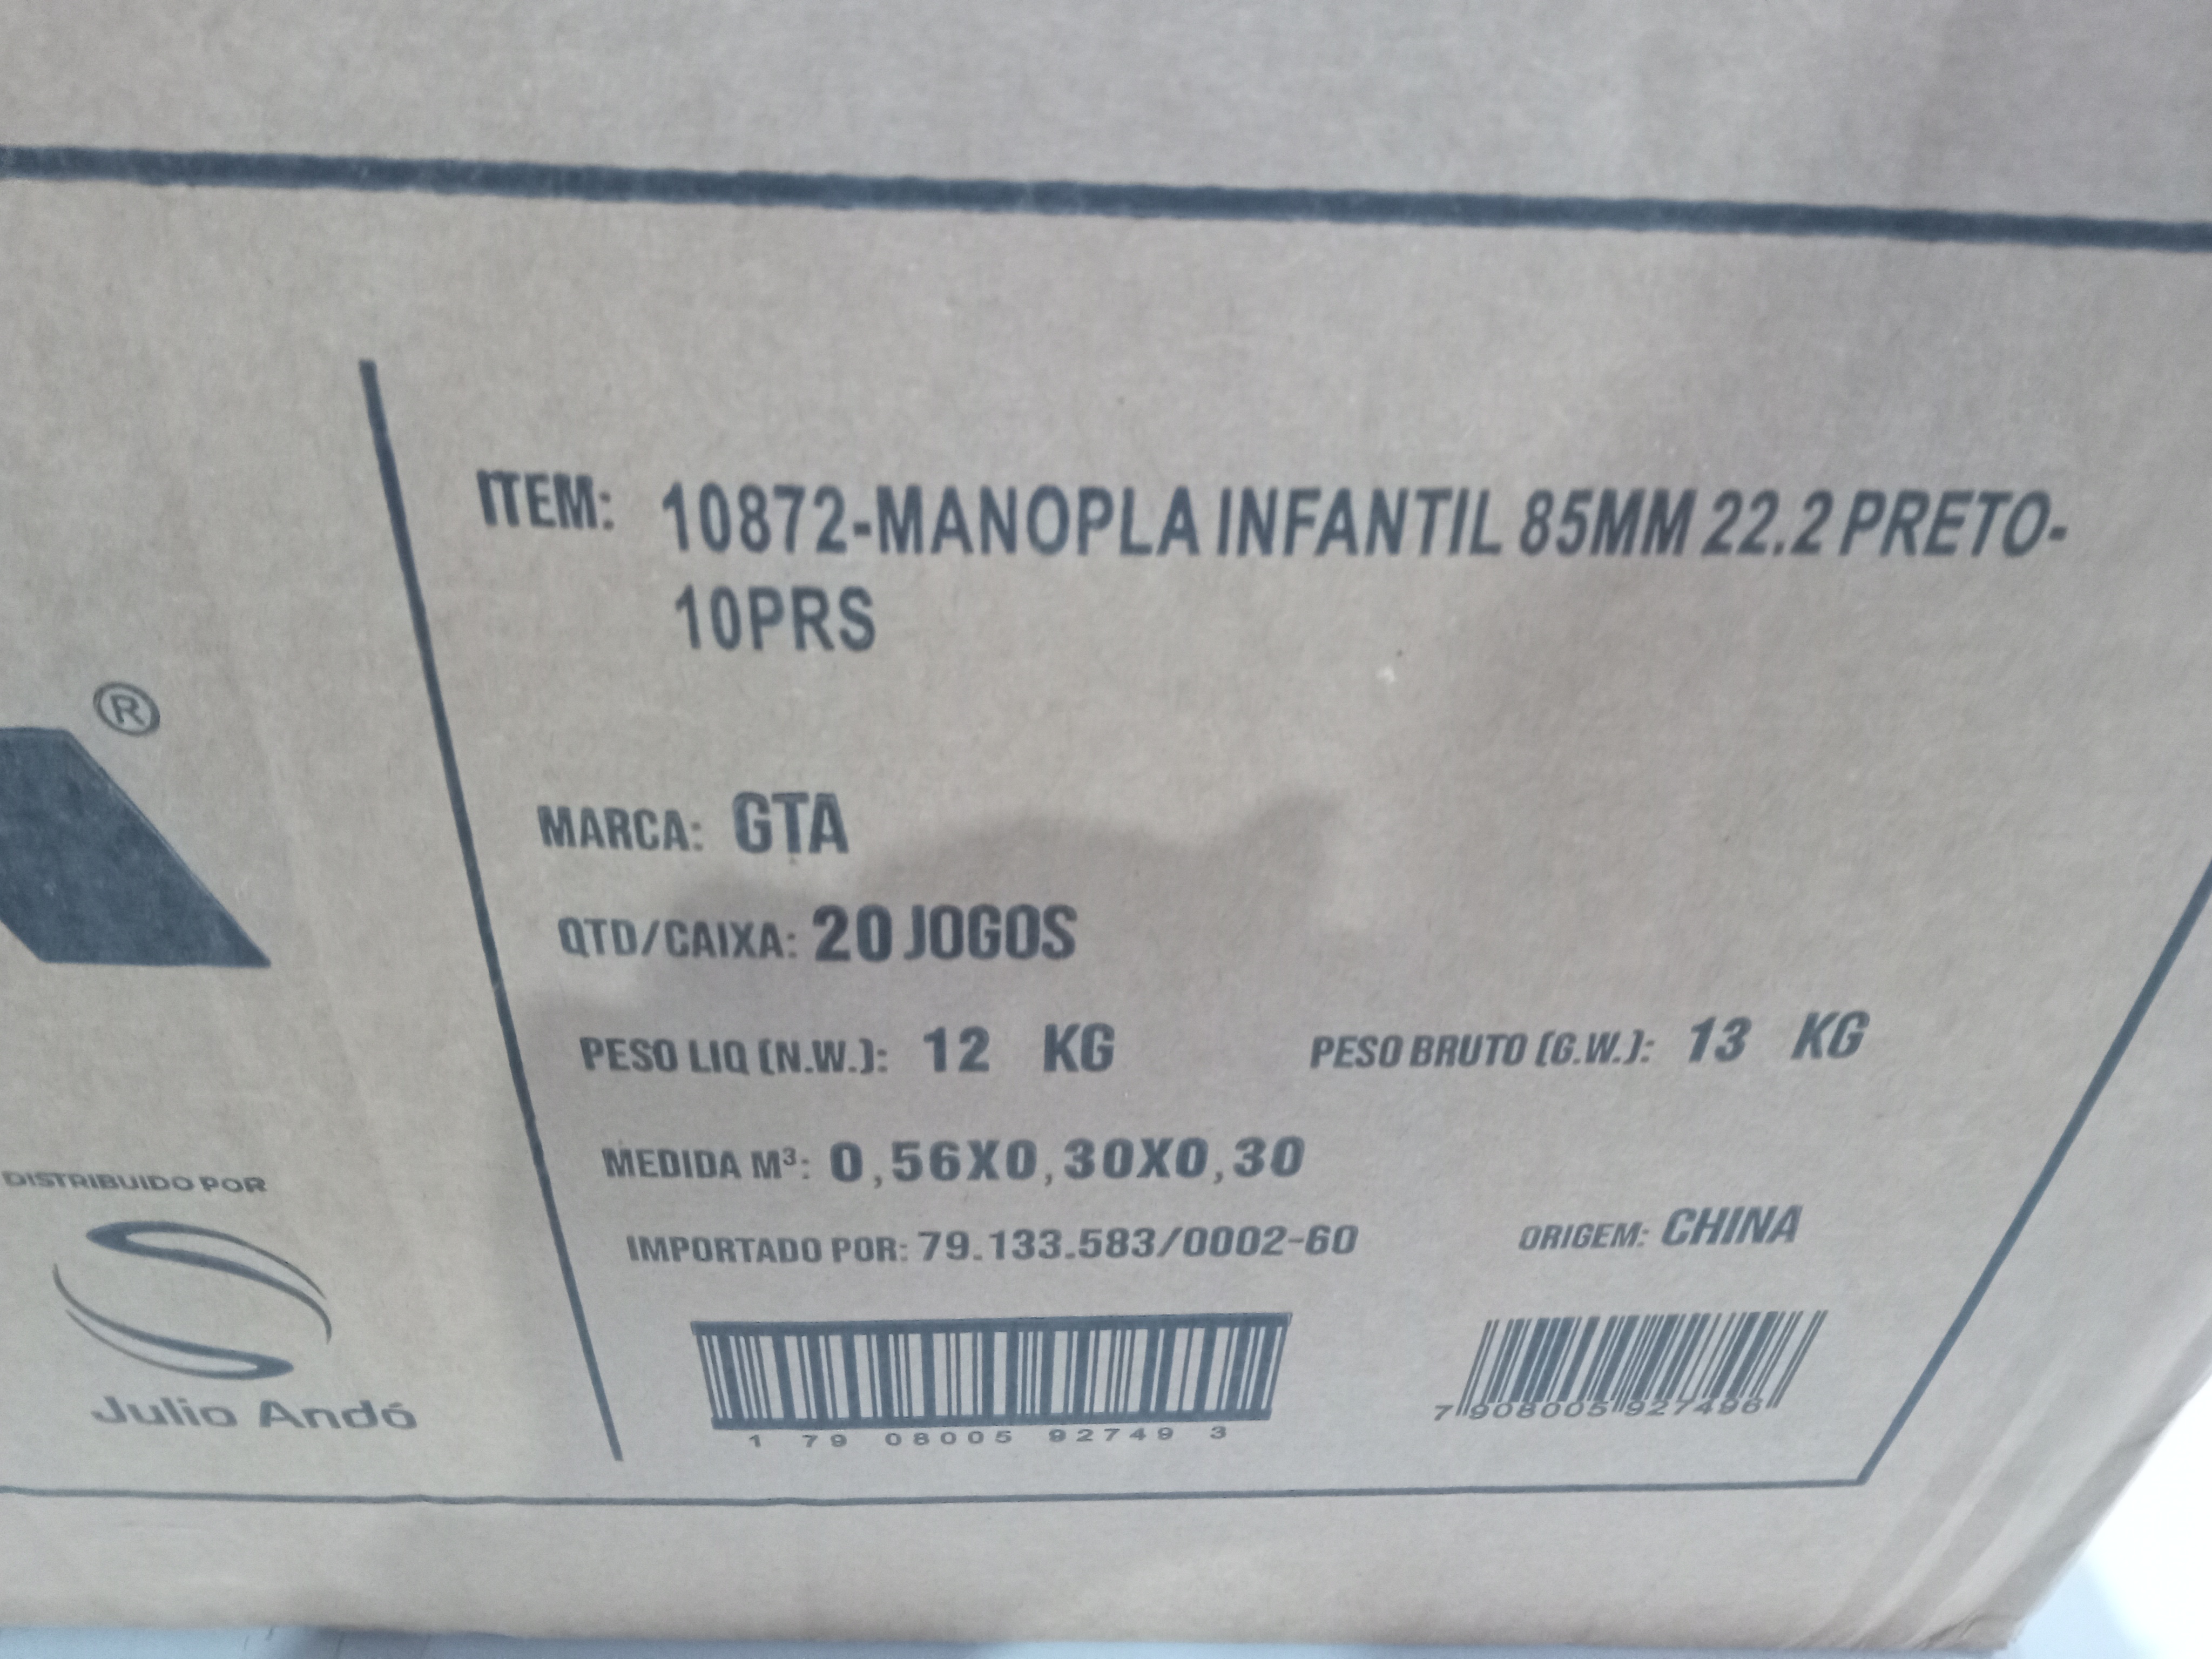 ITEM: 10872-MANOPLA INFANTIL 85MM 22.2 PRETO-
10PRS
®
MARCA: GTA
QTD/CAIXA: 20 JOGOS
PESO LIQ (N.W.): 12 KG PESO BRUTO (G.W.): 13 KG
MEDIDA M³: 0,56X0,30X0,30
DISTRIBUIDO POR
IMPORTADO POR: 79.133.583/0002-60 ORIGEM: CHINA
Julio Andó
1 79 08005 92749 3
7 908005 927496